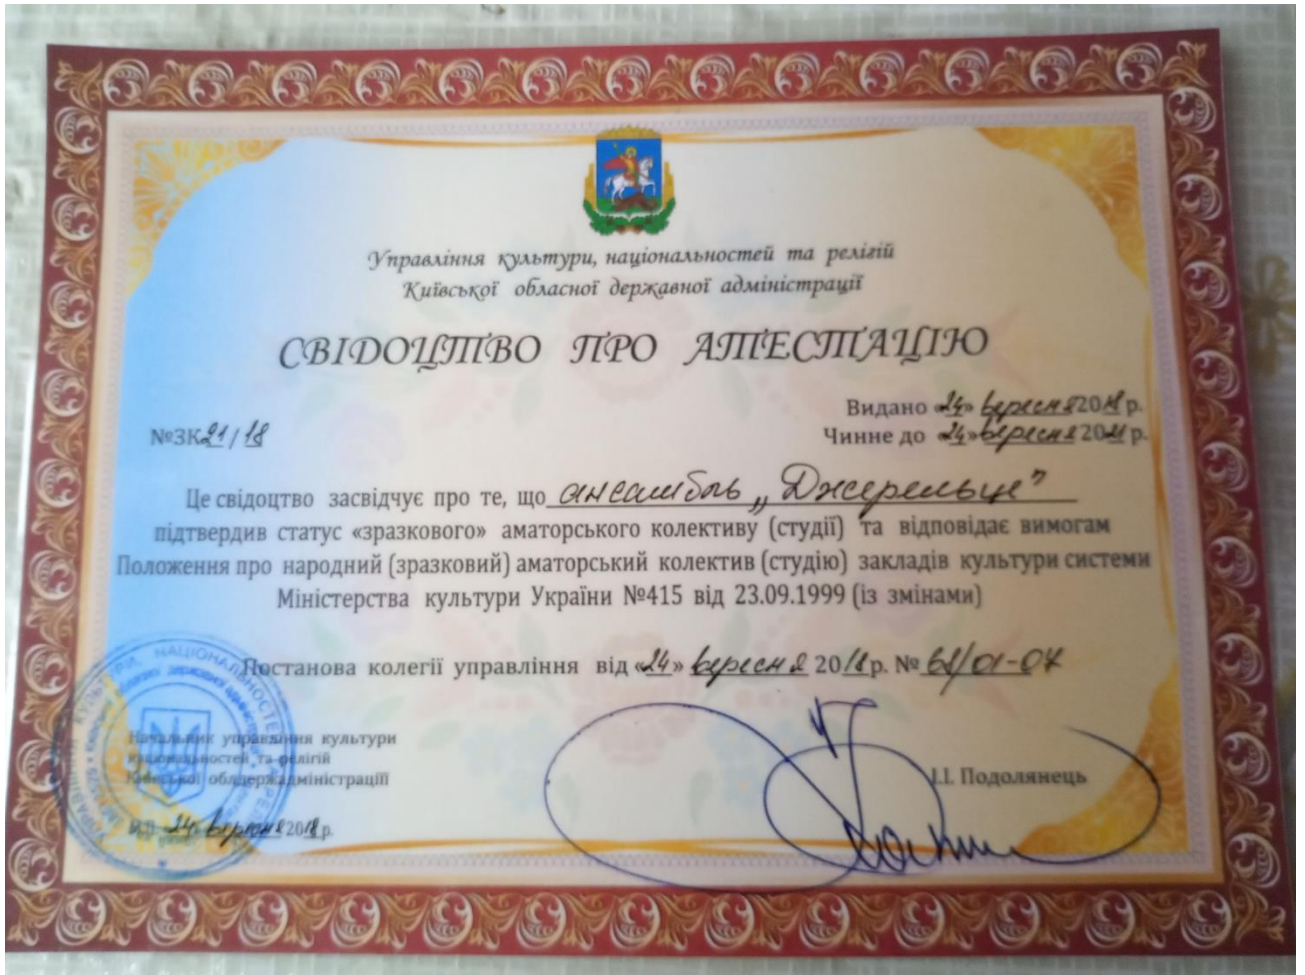 Управління культури, національностей та релігій
Київської обласної державної адміністрації
СВІДОЦТВО ПРО АТЕСТАЦІЮ
Видано «24» вересня 2018 р.
№ЗК 21/18
Чинне до «24» вересня 2021 р.
Це свідоцтво засвідчує про те, що ансамбль „Джерельце"
підтвердив статус «зразкового» аматорського колективу (студії) та відповідає вимогам
Положення про народний (зразковий) аматорський колектив (студію) закладів культури системи
Міністерства культури України №415 від 23.09.1999 (із змінами)
Постанова колегії управління від «24» вересня 2018 р. № 68/01-07
Начальник управління культури
національностей та релігій
Київської облдержадміністраціії
І.І. Подолянець
М.П. «24» вересня 2018 р.